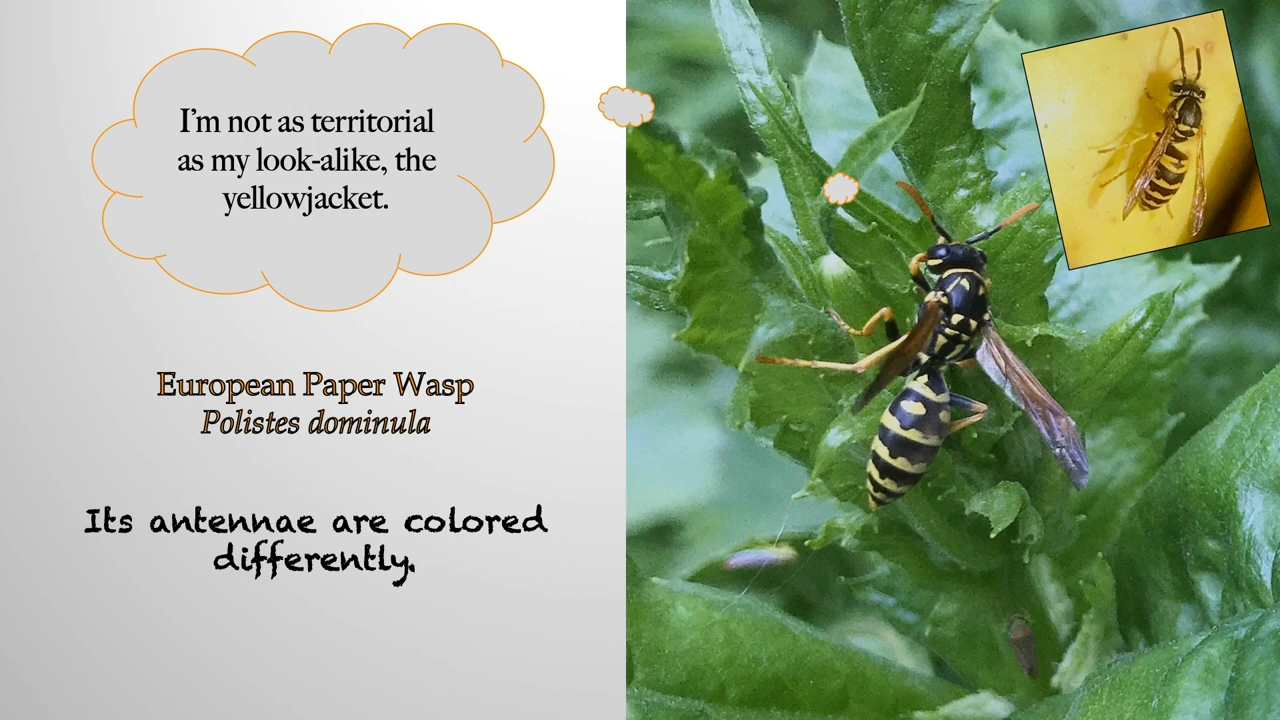 I'm not as territorial
as my look-alike, the
yellowjacket.
European Paper Wasp
Polistes dominula
Its antennae are colored
differently.